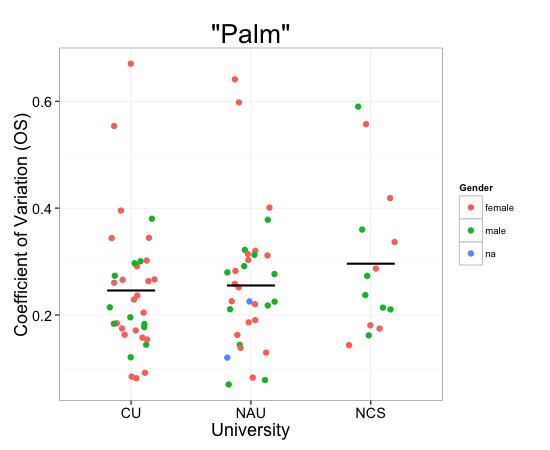 "Palm"
Coefficient of Variation (OS)
0.6
0.4
0.2
CU NAU NCS
University
Gender
female
male
na